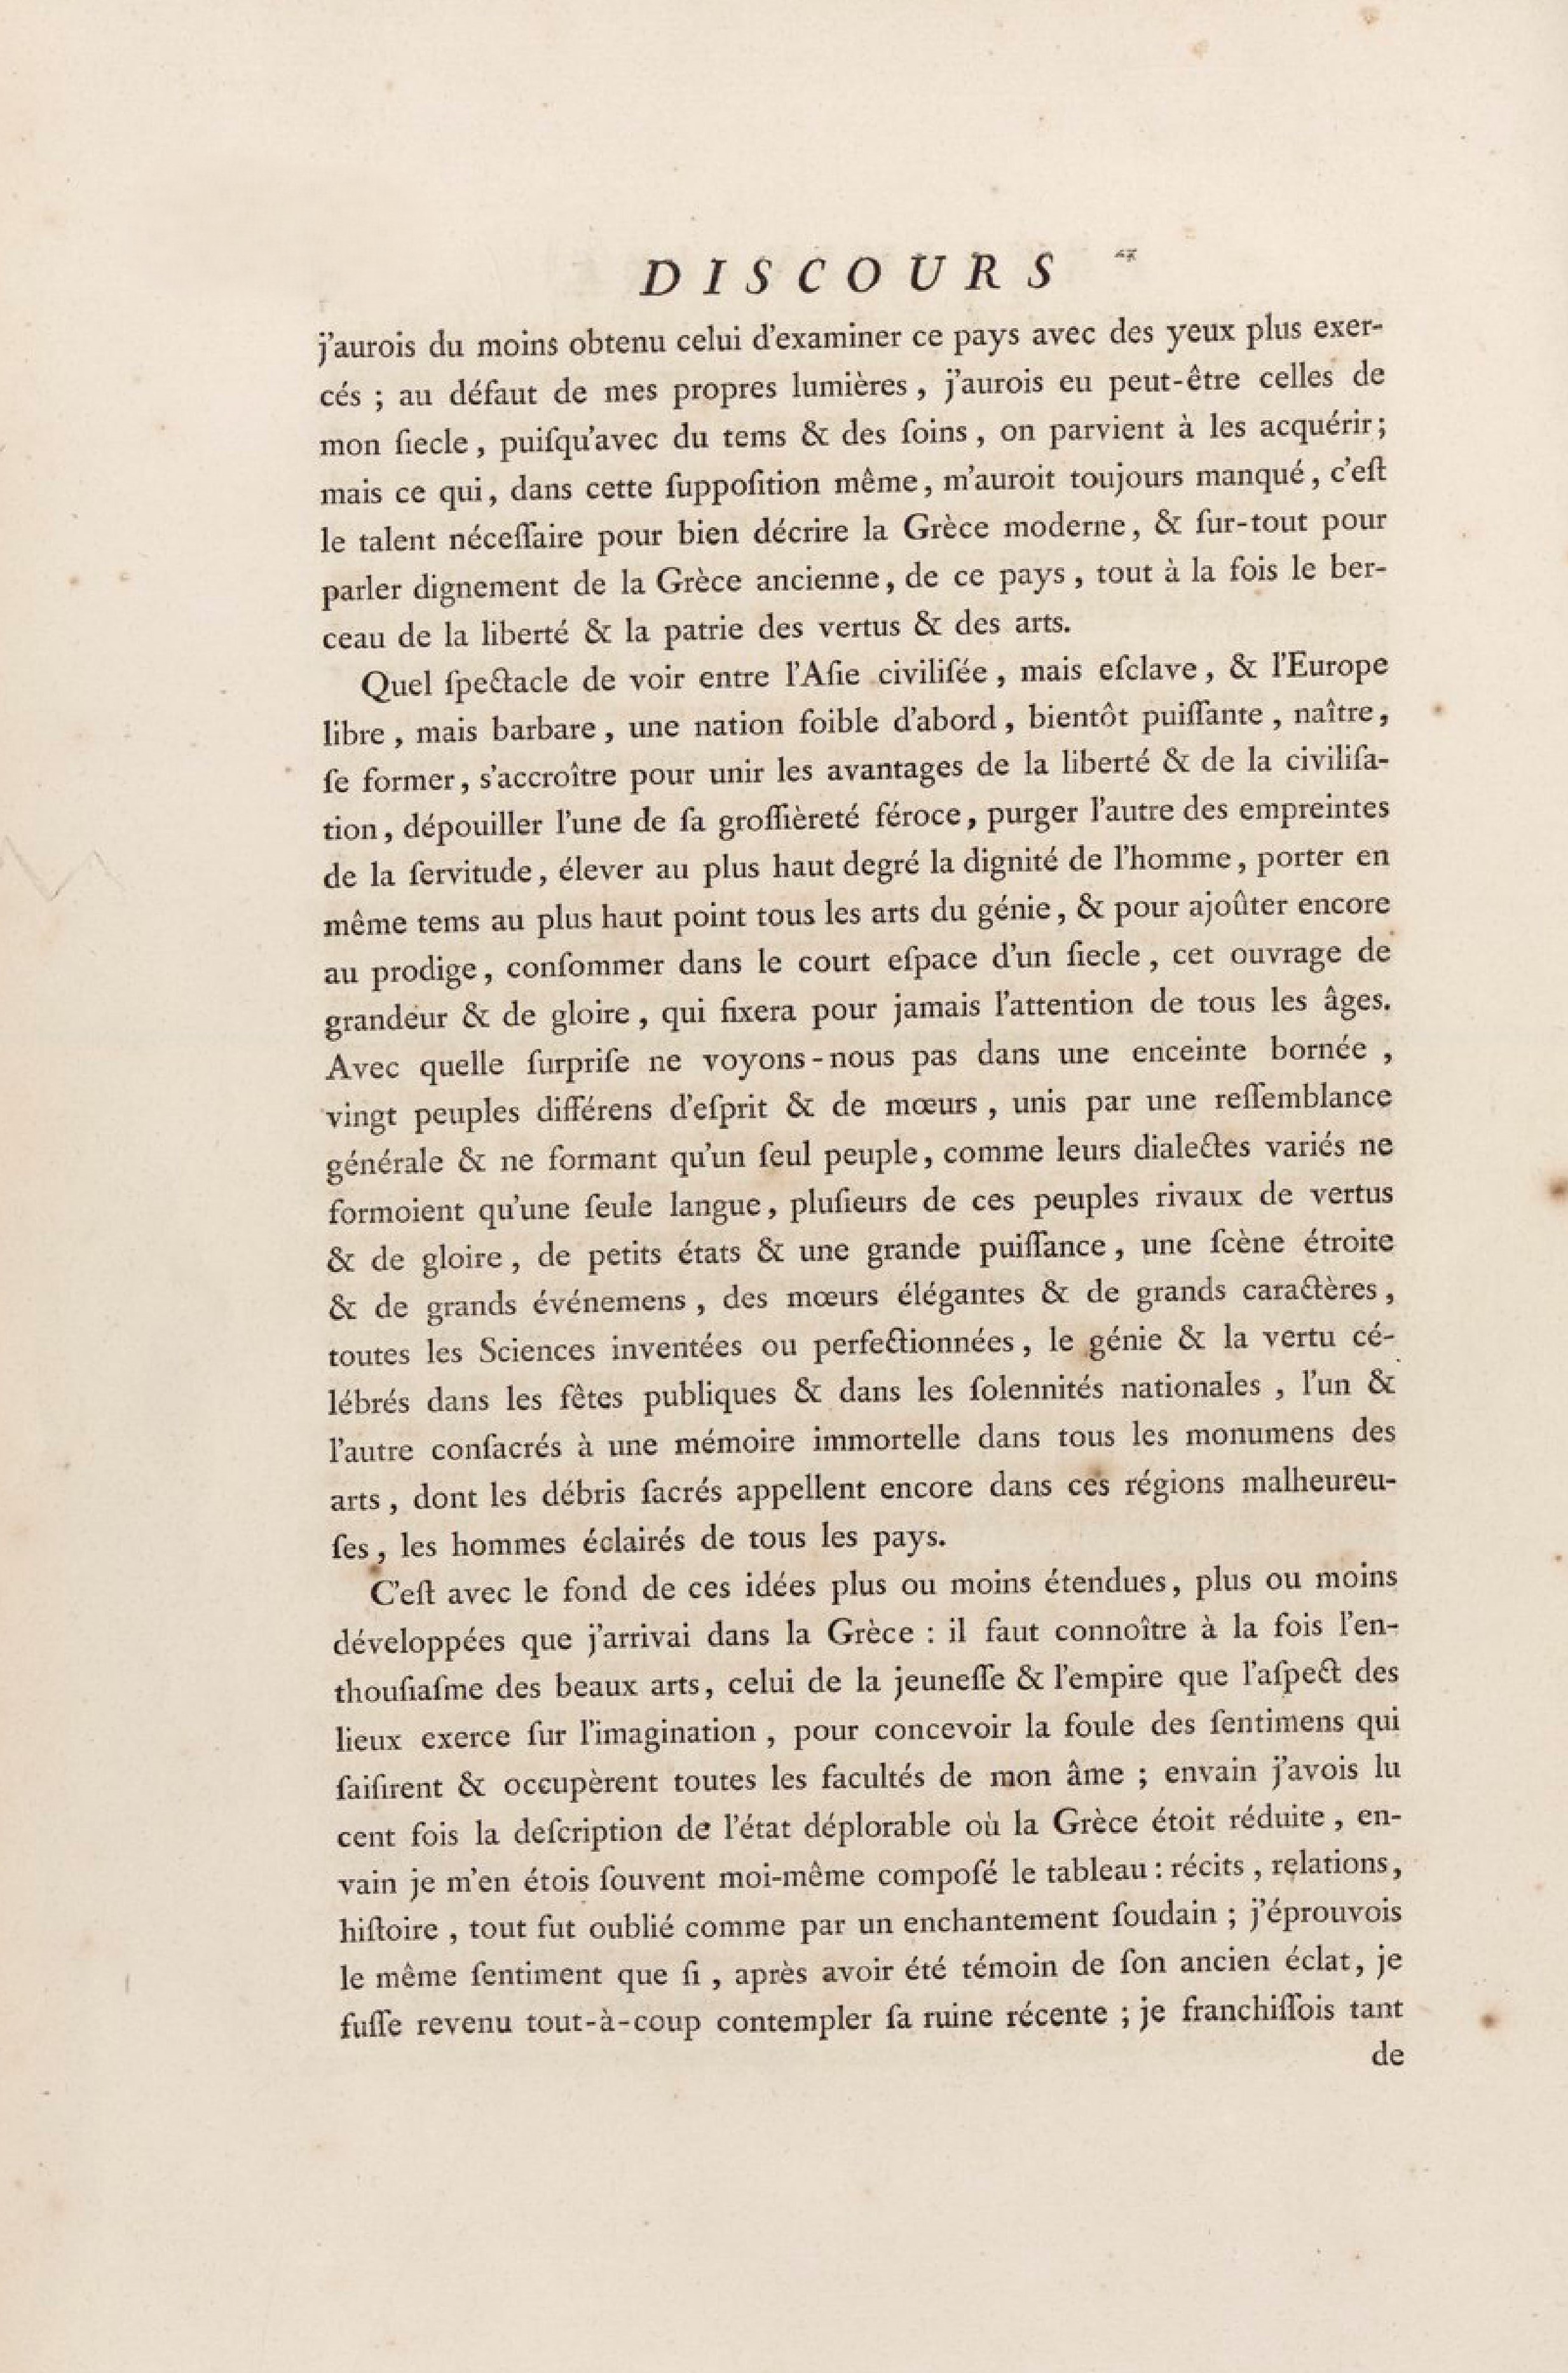 DISCOURS
j'aurois du moins obtenu celui d'examiner ce pays avec des yeux plus exer-
cés ; au défaut de mes propres lumières, j'aurois eu peut-être celles de
mon ſiecle, puiſqu'avec du tems & des ſoins, on parvient à les acquérir;
mais ce qui, dans cette ſuppoſition même, m'auroit toujours manqué, c'eſt
le talent néceſſaire pour bien décrire la Grèce moderne, & ſur-tout pour
parler dignement de la Grèce ancienne, de ce pays, tout à la fois le ber-
ceau de la liberté & la patrie des vertus & des arts.
Quel ſpectacle de voir entre l'Aſie civiliſée, mais eſclave, & l'Europe
libre, mais barbare, une nation foible d'abord, bientôt puiſſante, naître,
ſe former, s'accroître pour unir les avantages de la liberté & de la civiliſa-
tion, dépouiller l'une de ſa groſſièreté féroce, purger l'autre des empreintes
de la ſervitude, élever au plus haut degré la dignité de l'homme, porter en
même tems au plus haut point tous les arts du génie, & pour ajoûter encore
au prodige, conſommer dans le court eſpace d'un ſiecle, cet ouvrage de
grandeur & de gloire, qui fixera pour jamais l'attention de tous les âges.
Avec quelle ſurpriſe ne voyons-nous pas dans une enceinte bornée,
vingt peuples différens d'eſprit & de mœurs, unis par une reſſemblance
générale & ne formant qu'un ſeul peuple, comme leurs dialectes variés ne
formoient qu'une ſeule langue, pluſieurs de ces peuples rivaux de vertus
& de gloire, de petits états & une grande puiſſance, une ſcène étroite
& de grands événemens, des mœurs élégantes & de grands caractères,
toutes les Sciences inventées ou perfectionnées, le génie & la vertu cé-
lébrés dans les fêtes publiques & dans les ſolennités nationales, l'un &
l'autre conſacrés à une mémoire immortelle dans tous les monumens des
arts, dont les débris ſacrés appellent encore dans ces régions malheureu-
ſes, les hommes éclairés de tous les pays.
C'eſt avec le fond de ces idées plus ou moins étendues, plus ou moins
développées que j'arrivai dans la Grèce : il faut connoître à la fois l'en-
thouſiaſme des beaux arts, celui de la jeuneſſe & l'empire que l'aſpect des
lieux exerce ſur l'imagination, pour concevoir la foule des ſentimens qui
ſaiſirent & occupèrent toutes les facultés de mon âme ; envain j'avois lu
cent fois la deſcription de l'état déplorable où la Grèce étoit réduite, en-
vain je m'en étois ſouvent moi-même compoſé le tableau : récits, relations,
hiſtoire, tout fut oublié comme par un enchantement ſoudain ; j'éprouvois
le même ſentiment que ſi, après avoir été témoin de ſon ancien éclat, je
fuſſe revenu tout-à-coup contempler ſa ruine récente ; je franchiſſois tant
de